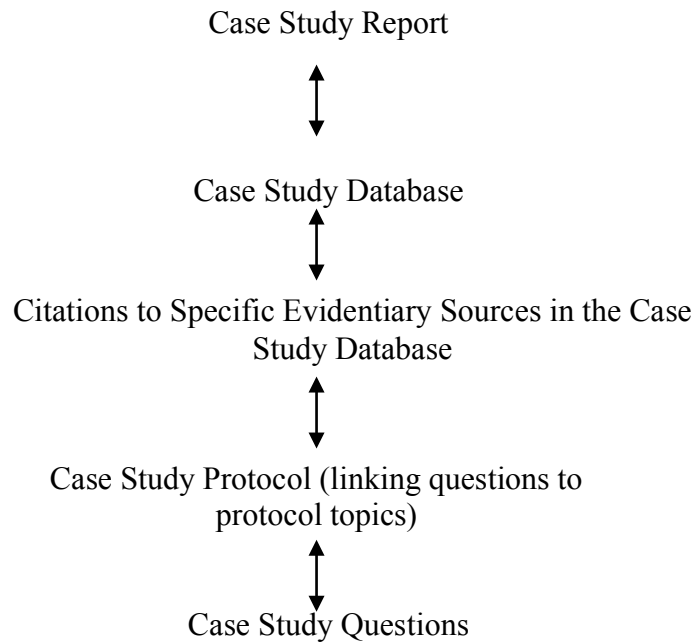 Case Study Report
Case Study Database
Citations to Specific Evidentiary Sources in the Case
Study Database
Case Study Protocol (linking questions to
protocol topics)
Case Study Questions